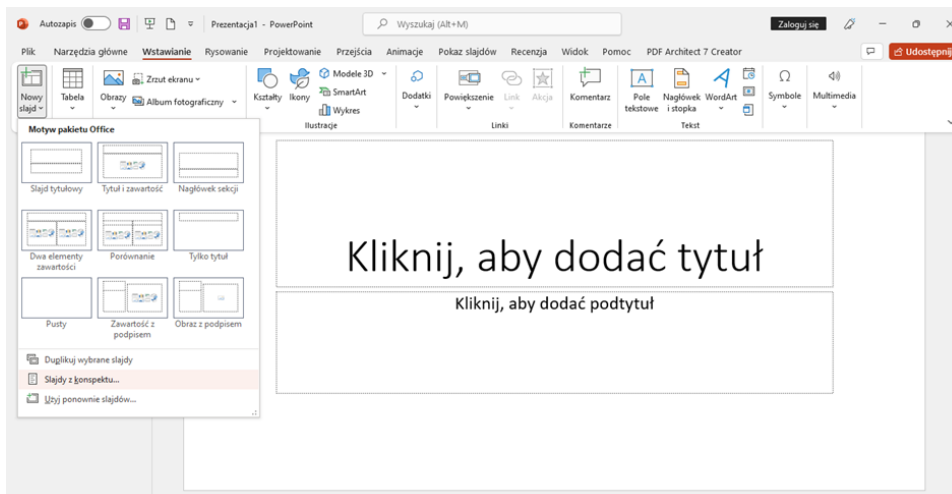 Autozapis
Prezentacja1 - PowerPoint
Wyszukaj (Alt+M)
Zaloguj się
Plik Narzędzia główne Wstawianie Rysowanie Projektowanie Przejścia Animacje Pokaz slajdów Recenzja Widok Pomoc PDF Architect 7 Creator
Udostępnij
Nowy slajd
Tabela
Obrazy
Zrzut ekranu
Album fotograficzny
Kształty
Ikony
Modele 3D
SmartArt
Wykres
Ilustracje
Dodatki
Powiększenie
Link
Akcja
Linki
Komentarz
Komentarze
Pole tekstowe
Nagłówek i stopka
WordArt
Tekst
Symbole
Multimedia
Motyw pakietu Office
Slajd tytułowy
Tytuł i zawartość
Nagłówek sekcji
Dwa elementy
zawartości
Porównanie
Tylko tytuł
Pusty
Zawartość z
podpisem
Obraz z podpisem
Duplikuj wybrane slajdy
Slajdy z konspektu...
Użyj ponownie slajdów...
Kliknij, aby dodać tytuł
Kliknij, aby dodać podtytuł